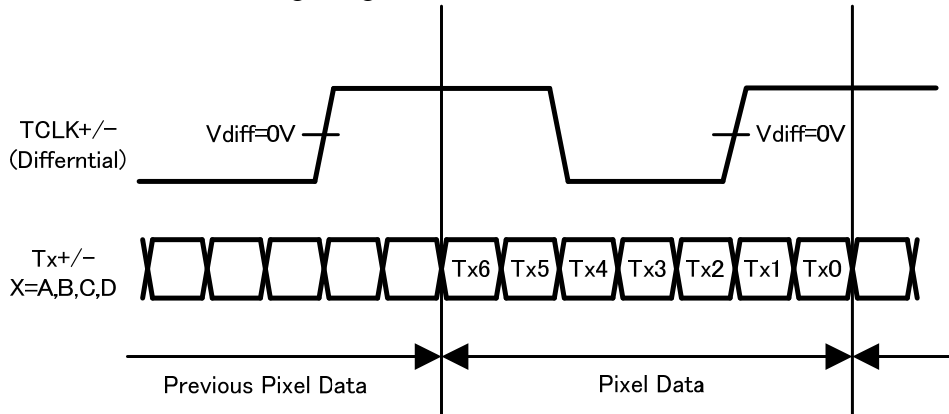 TCLK+/-
(Differntial)
Vdiff=0V
Vdiff=0V
Tx+/-
X=A,B,C,D
Tx6 Tx5 Tx4 Tx3 Tx2 Tx1 Tx0
Previous Pixel Data
Pixel Data